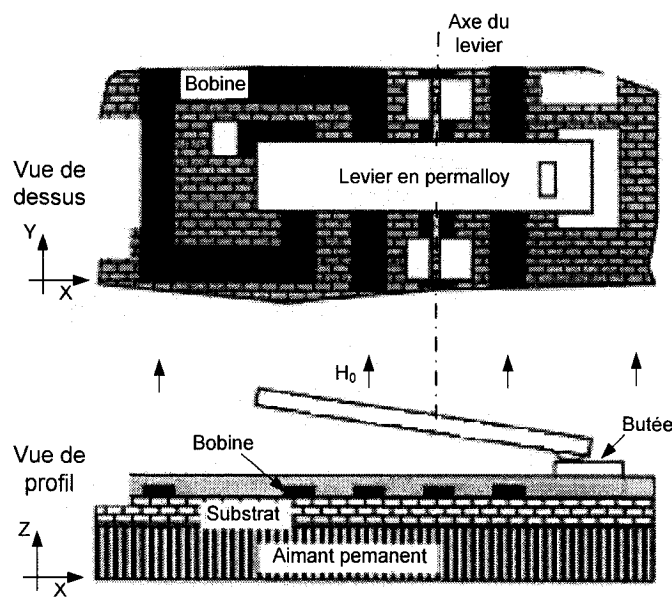 Axe du
levier
Bobine
Levier en permalloy
Vue de
dessus
Y
X
H0
Butée
Bobine
Vue de
profil
Substrat
Z
Aimant pemanent
X